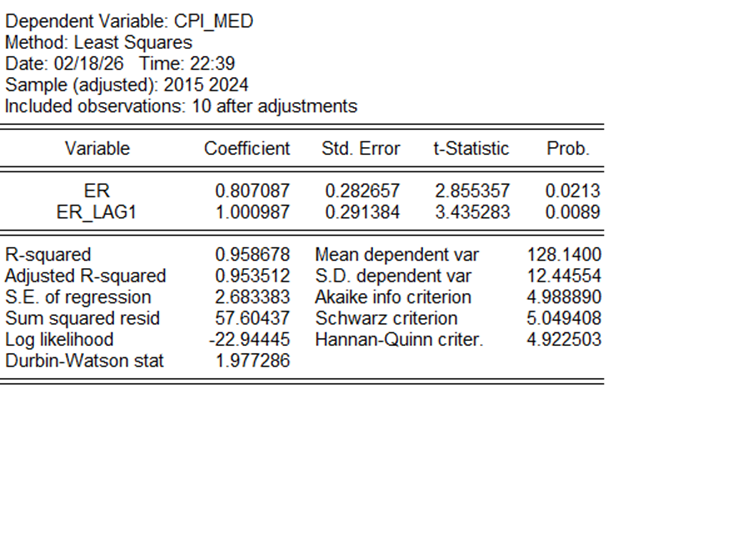 Dependent Variable: CPI_MED
Method: Least Squares
Date: 02/18/26 Time: 22:39
Sample (adjusted): 2015 2024
Included observations: 10 after adjustments
Variable Coefficient Std. Error t-Statistic Prob.
ER 0.807087 0.282657 2.855357 0.0213
ER_LAG1 1.000987 0.291384 3.435283 0.0089
R-squared 0.958678 Mean dependent var 128.1400
Adjusted R-squared 0.953512 S.D. dependent var 12.44554
S.E. of regression 2.683383 Akaike info criterion 4.988890
Sum squared resid 57.60437 Schwarz criterion 5.049408
Log likelihood -22.94445 Hannan-Quinn criter. 4.922503
Durbin-Watson stat 1.977286